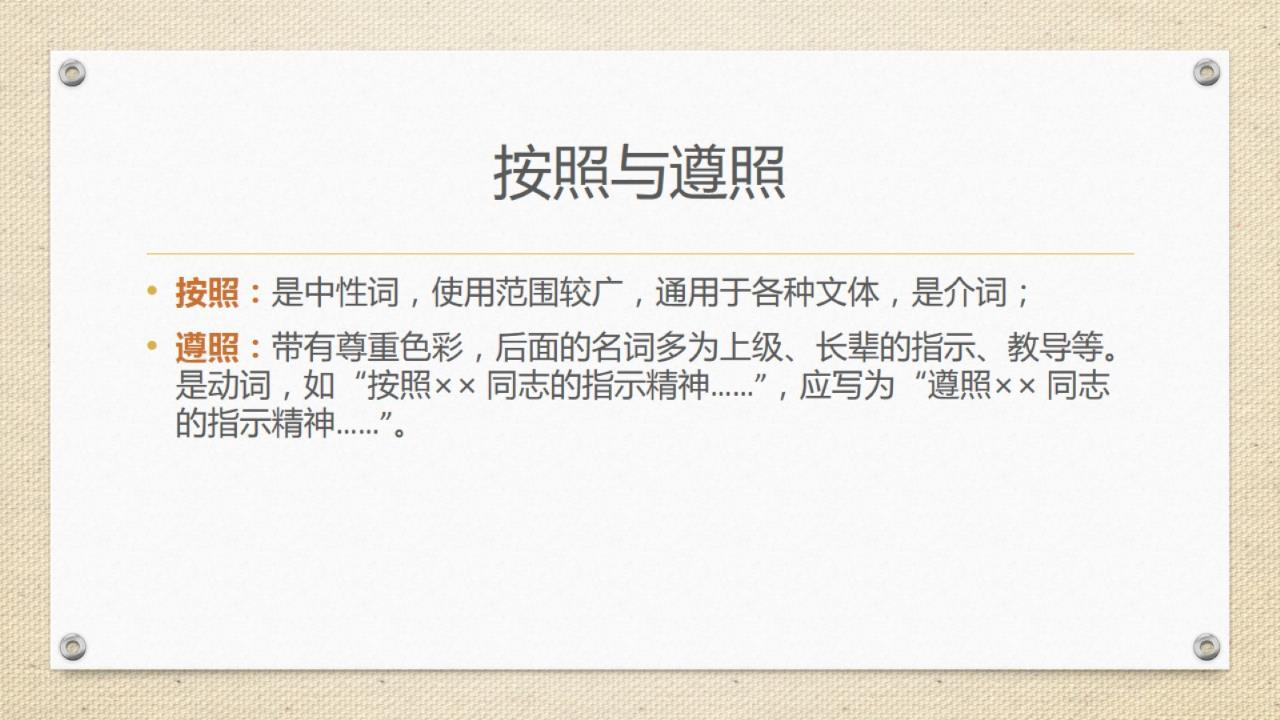 按照与遵照
• 按照：是中性词，使用范围较广，通用于各种文体，是介词；
• 遵照：带有尊重色彩，后面的名词多为上级、长辈的指示、教导等。
是动词，如“按照×× 同志的指示精神……”，应写为“遵照×× 同志
的指示精神……”。